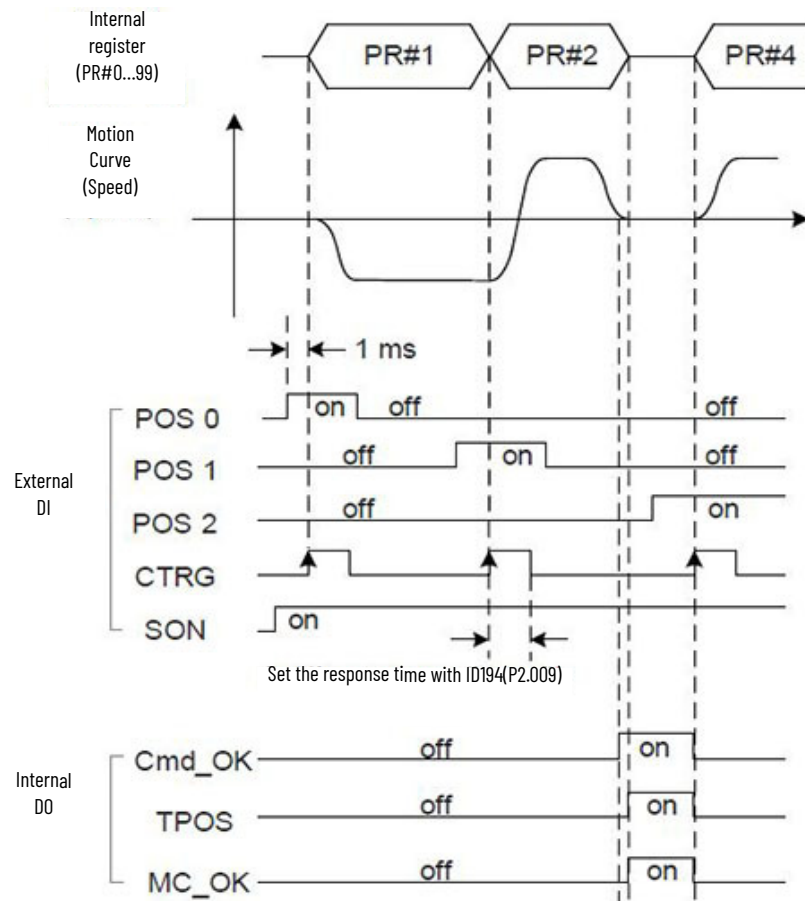 Internal
register
(PR#0...99)
PR#1
PR#2
PR#4
Motion
Curve
(Speed)
1 ms
External
DI
POS 0
on
off
off
POS 1
off
on
off
POS 2
off
on
CTRG
SON
on
Set the response time with ID194(P2.009)
Internal
DO
Cmd_OK
off
on
TPOS
off
on
MC_OK
off
on